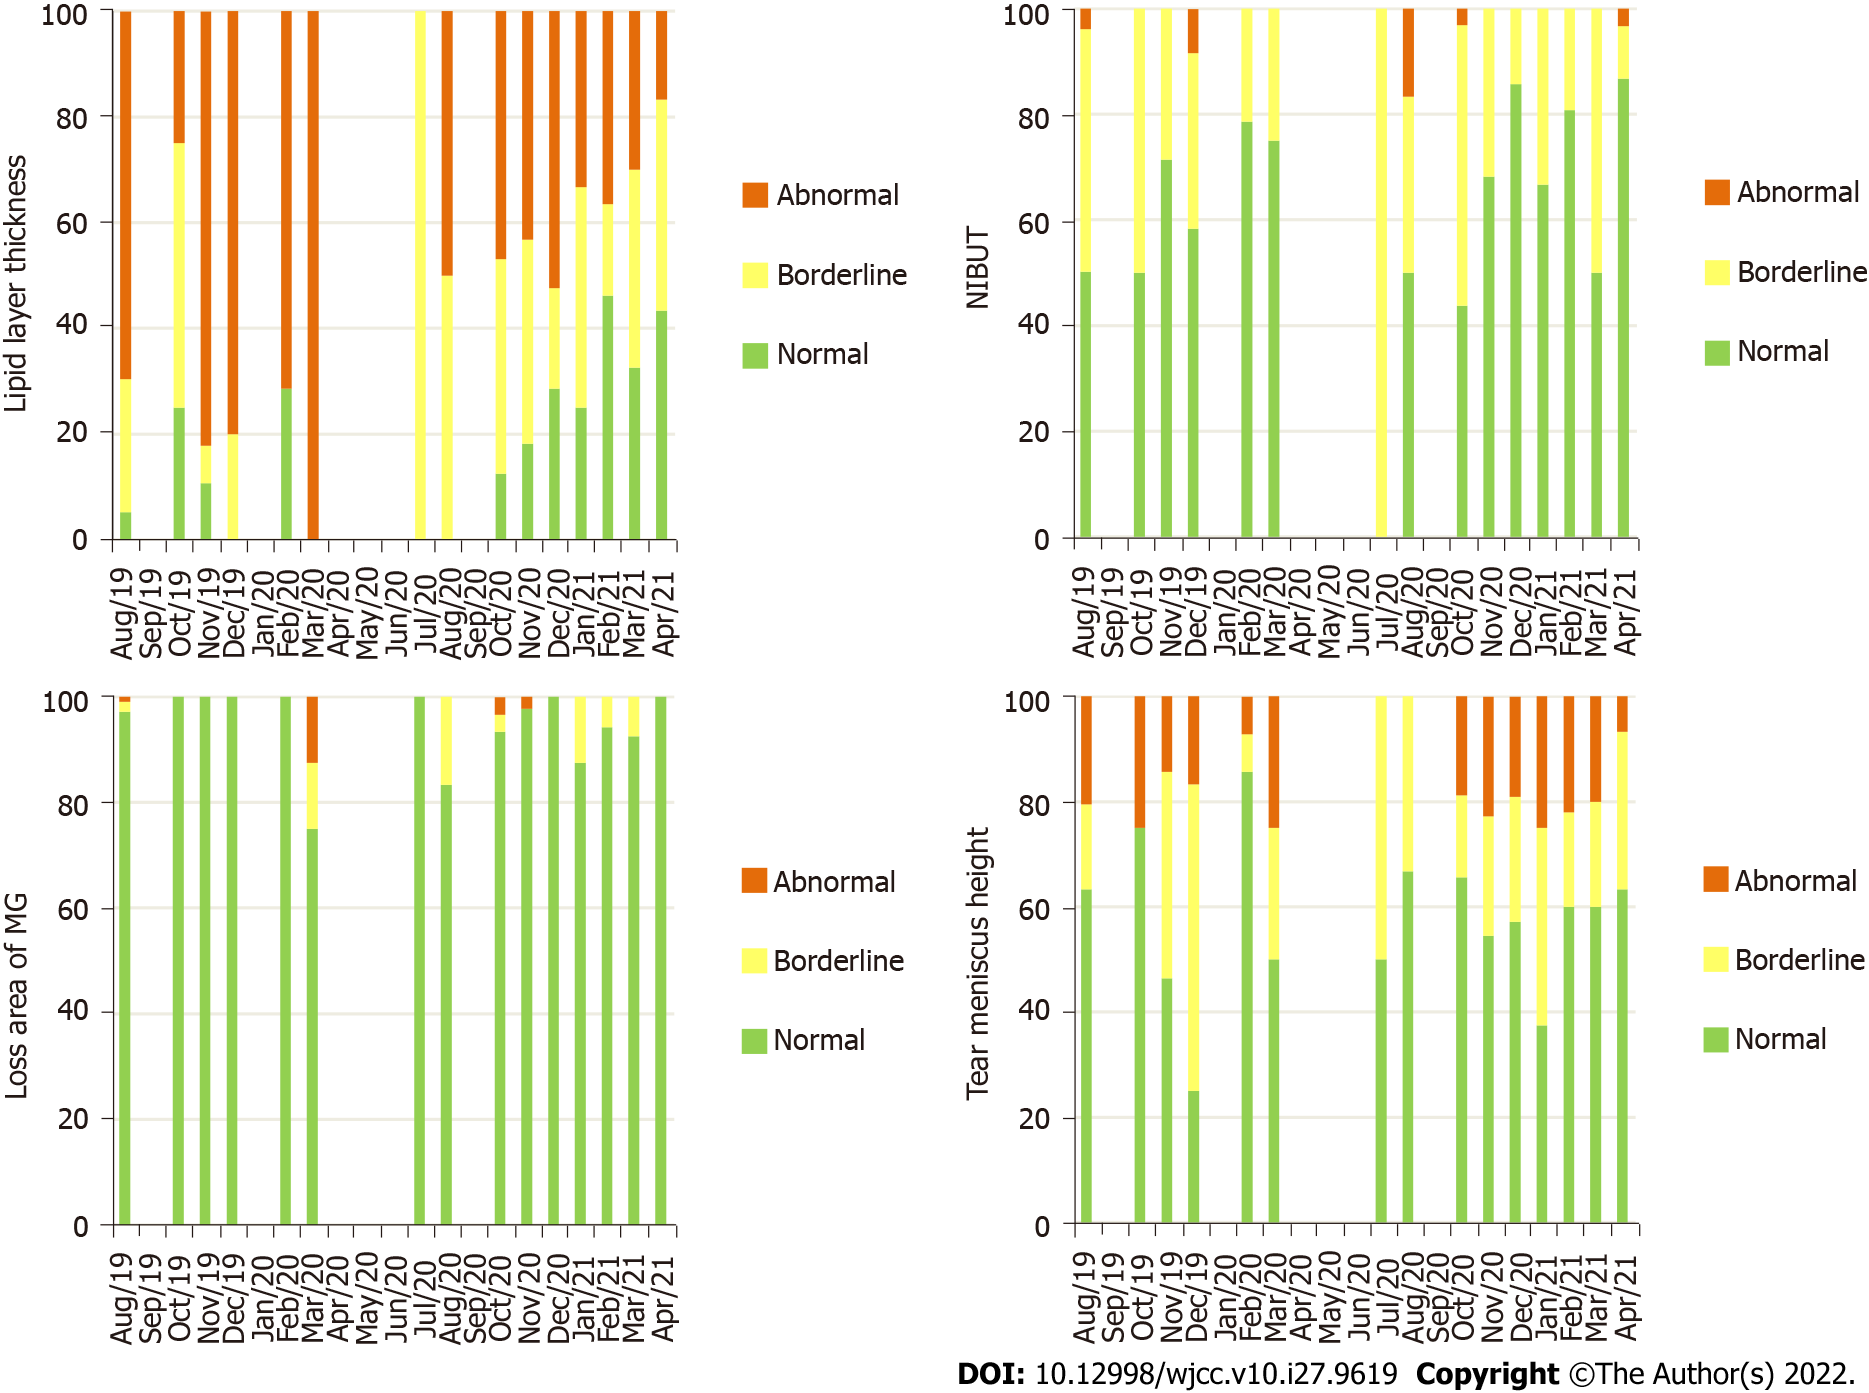 Lipid layer thickness
100
80
60
40
20
0
Aug/19
Sep/19
Oct/19
Nov/19
Dec/19
Jan/20
Feb/20
Mar/20
Apr/20
May/20
Jun/20
Jul/20
Aug/20
Sep/20
Oct/20
Nov/20
Dec/20
Jan/21
Feb/21
Mar/21
Apr/21
Abnormal
Borderline
Normal
NIBUT
100
80
60
40
20
0
Aug/19
Sep/19
Oct/19
Nov/19
Dec/19
Jan/20
Feb/20
Mar/20
Apr/20
May/20
Jun/20
Jul/20
Aug/20
Sep/20
Oct/20
Nov/20
Dec/20
Jan/21
Feb/21
Mar/21
Apr/21
Abnormal
Borderline
Normal
Loss area of MG
100
80
60
40
20
0
Aug/19
Sep/19
Oct/19
Nov/19
Dec/19
Jan/20
Feb/20
Mar/20
Apr/20
May/20
Jun/20
Jul/20
Aug/20
Sep/20
Oct/20
Nov/20
Dec/20
Jan/21
Feb/21
Mar/21
Apr/21
Abnormal
Borderline
Normal
Tear meniscus height
100
80
60
40
20
0
Aug/19
Sep/19
Oct/19
Nov/19
Dec/19
Jan/20
Feb/20
Mar/20
Apr/20
May/20
Jun/20
Jul/20
Aug/20
Sep/20
Oct/20
Nov/20
Dec/20
Jan/21
Feb/21
Mar/21
Apr/21
Abnormal
Borderline
Normal
DOI: 10.12998/wjcc.v10.i27.9619 Copyright ©The Author(s) 2022.